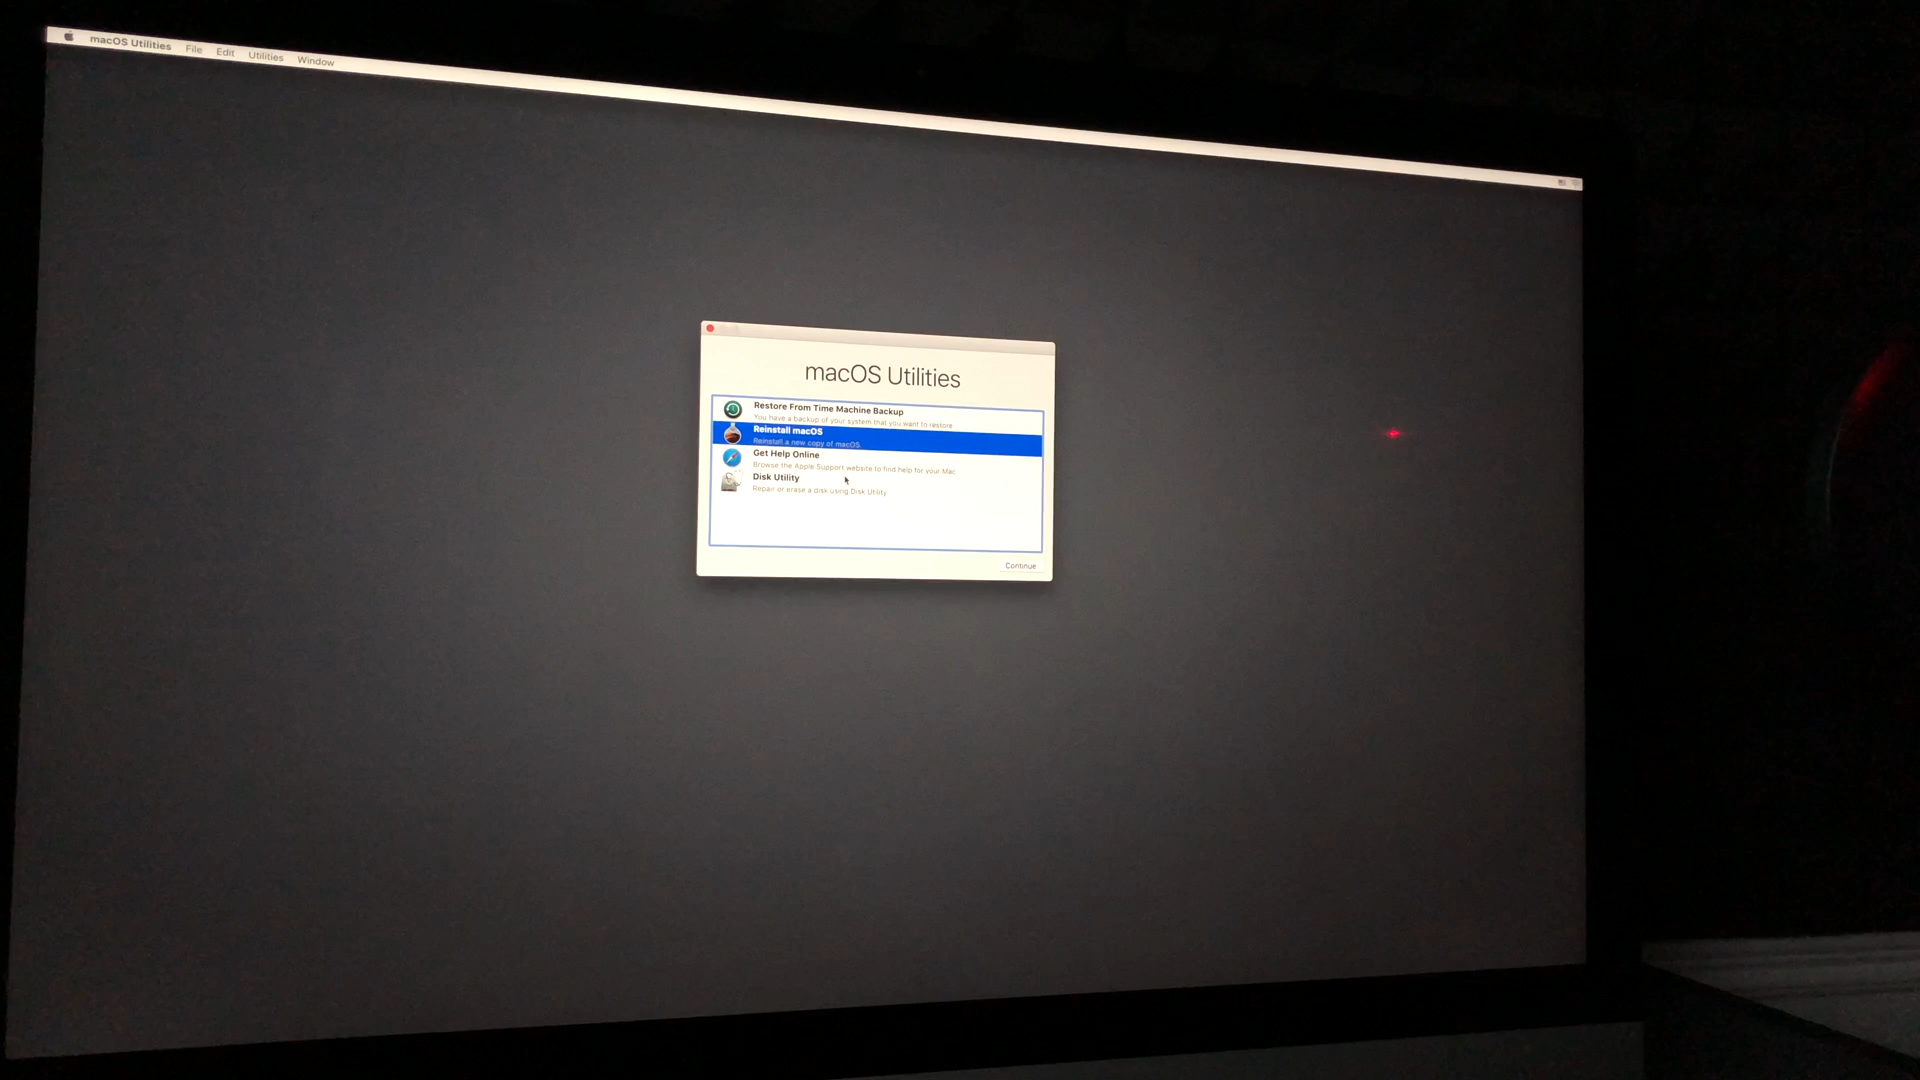 macOS Utilities File Edit Utilities Window
macOS Utilities
Restore From Time Machine Backup
You have a backup of your system that you want to restore
Reinstall macOS
Reinstall a new copy of macOS.
Get Help Online
Browse the Apple Support website to find help for your Mac
Disk Utility
Repair or erase a disk using Disk Utility
Continue